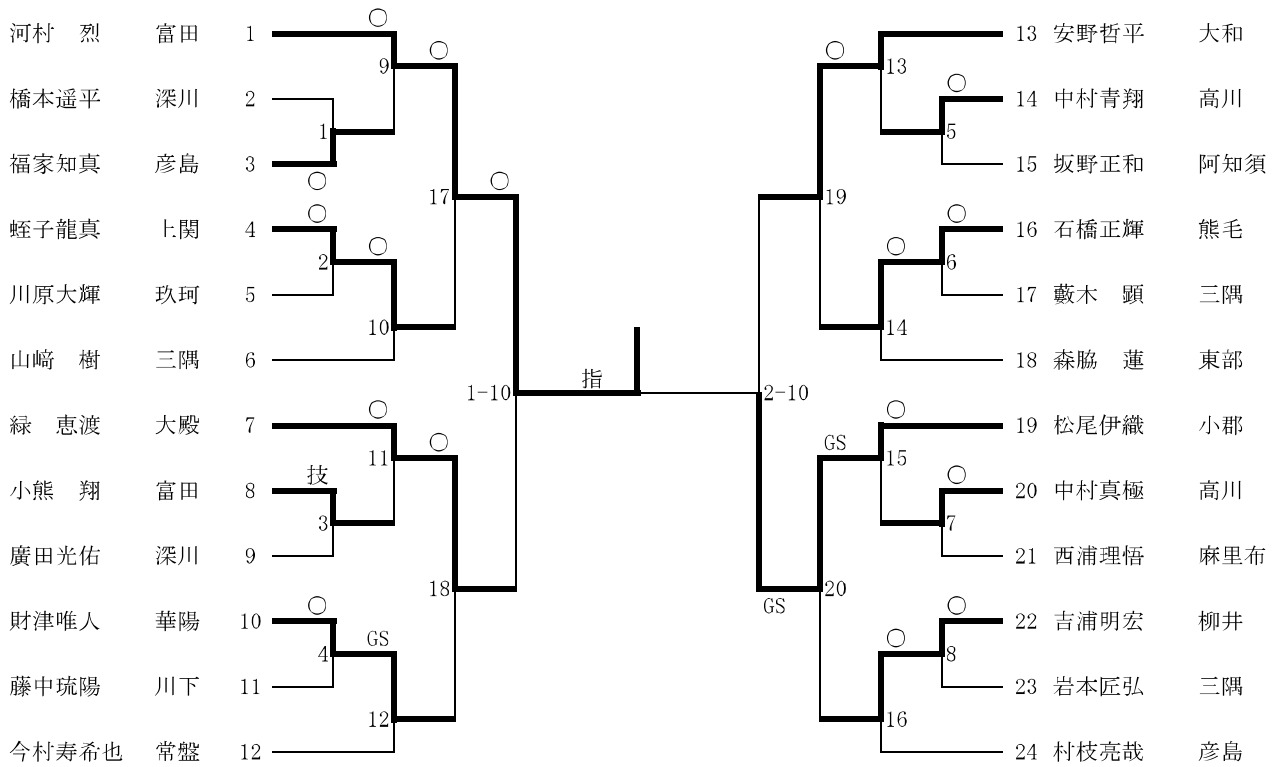 河村　烈　富田　1
橋本遥平　深川　2
福家知真　彦島　3
蛭子龍真　上関　4
川原大輝　玖珂　5
山﨑　樹　三隅　6
緑　恵渡　大殿　7
小熊　翔　富田　8
廣田光佑　深川　9
財津唯人　華陽　10
藤中琉陽　川下　11
今村寿希也　常盤　12
○
○
9
1
○
○
17
○
○
2
10
1-10
指
○
○
11
技
3
18
○
GS
4
12
○
13
○
5
19
○
○
6
14
2-10
○
GS
15
○
7
20
GS
○
○
8
16
13　安野哲平　大和
14　中村青翔　高川
15　坂野正和　阿知須
16　石橋正輝　熊毛
17　藪木　顕　三隅
18　森脇　蓮　東部
19　松尾伊織　小郡
20　中村真極　高川
21　西浦理悟　麻里布
22　吉浦明宏　柳井
23　岩本匠弘　三隅
24　村枝亮哉　彦島